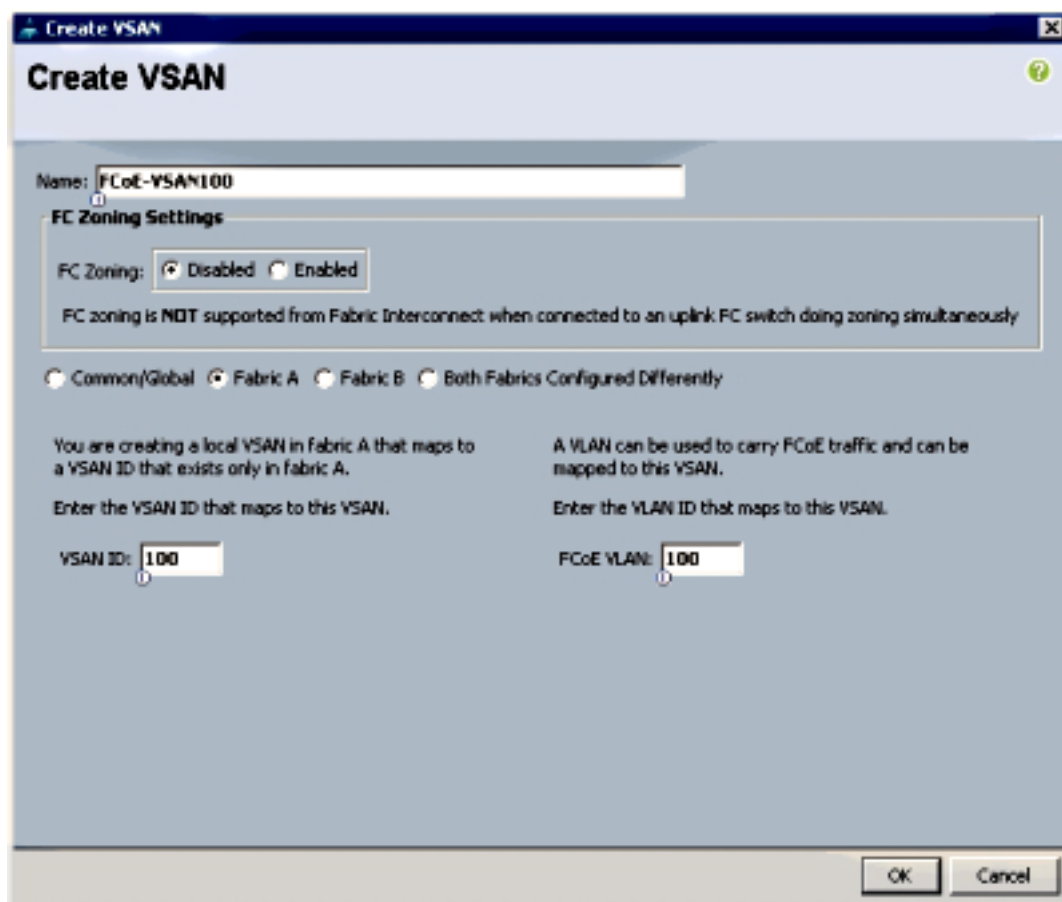 Create VSAN
Create VSAN
Name: FCoE-VSAN100
FC Zoning Settings
FC Zoning: Disabled Enabled
FC zoning is NOT supported from Fabric Interconnect when connected to an uplink FC switch doing zoning simultaneously
Common/Global Fabric A Fabric B Both Fabrics Configured Differently
You are creating a local VSAN in fabric A that maps to
a VSAN ID that exists only in fabric A.
Enter the VSAN ID that maps to this VSAN.
VSAN ID: 100
A VLAN can be used to carry FCoE traffic and can be
mapped to this VSAN.
Enter the VLAN ID that maps to this VSAN.
FCoE VLAN: 100
OK Cancel